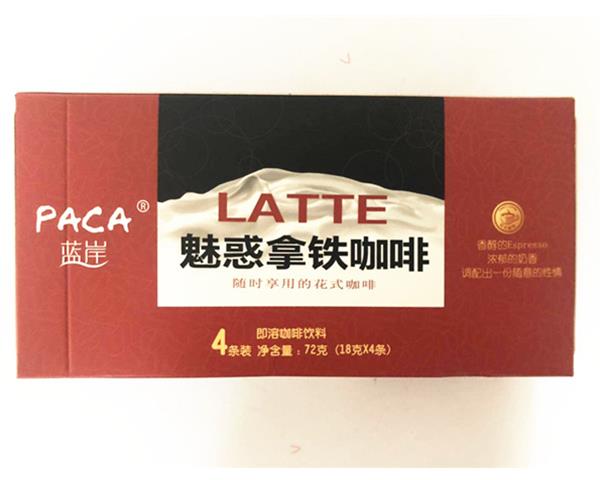 PACA®
蓝岸
LATTE
魅惑拿铁咖啡
随时享用的花式咖啡
香醇的Espresso
浓郁的奶香
调配出一份随意的性情
即溶咖啡饮料
4条装 净含量:72克(18克X4条)